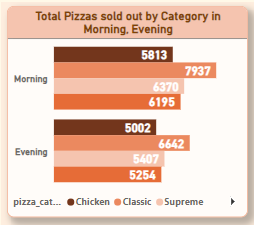 Total Pizzas sold out by Category in
Morning, Evening
Morning
5813
7937
6370
6195
Evening
5002
6642
5407
5254
pizza_cat... Chicken Classic Supreme